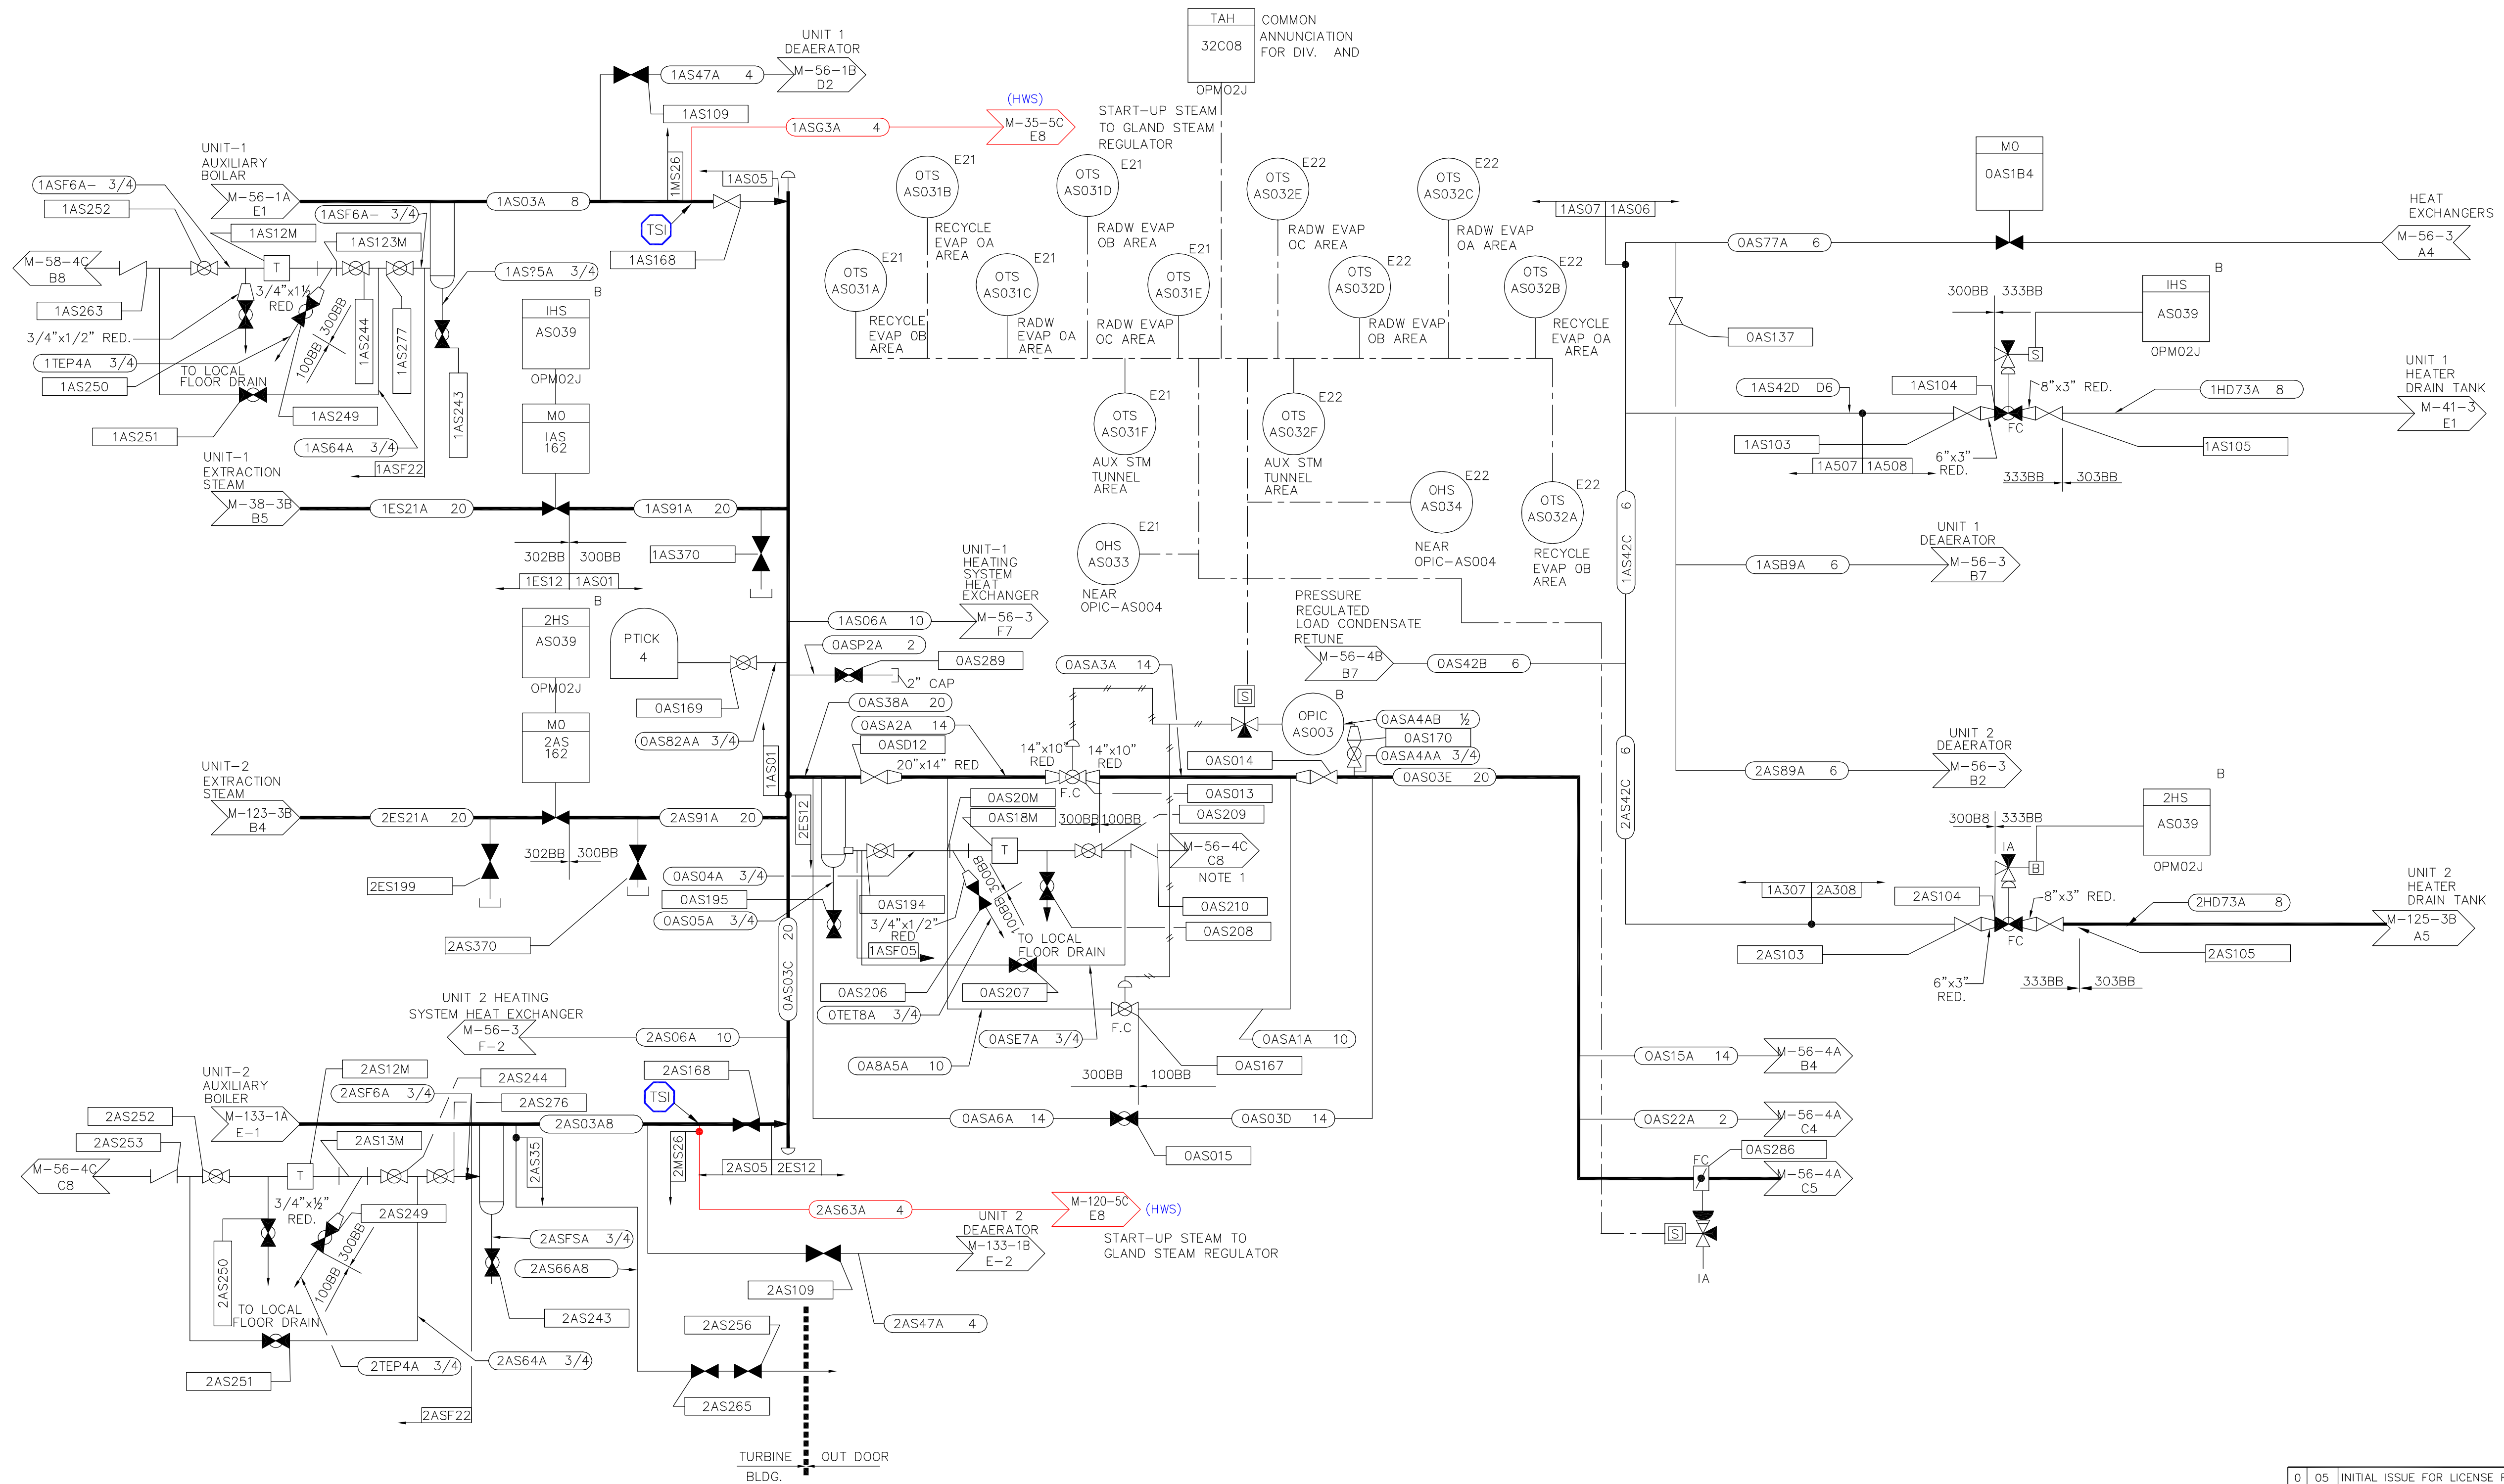 TAH
32C08
OPM02J
COMMON
ANNUNCIATION
FOR DIV. AND
UNIT 1
DEAERATOR
M-56-1B
D2
1AS47A 4
1AS109
(HWS)
1ASG3A 4
M-35-5C
E8
START-UP STEAM
TO GLAND STEAM
REGULATOR
UNIT-1
AUXILIARY
BOILAR
M-56-1A
E1
1AS03A 8
1MS26
1AS05
TSI
1AS168
1ASF6A- 3/4
1AS252
1AS12M
1ASF6A- 3/4
1AS123M
M-58-4C
B8
T
1AS?5A 3/4
1AS263
3/4"x1½
RED
300BB
100BB
1AS244
1AS277
1AS243
3/4"x1/2" RED.
1TEP4A 3/4
1AS250
TO LOCAL
FLOOR DRAIN
1AS249
1AS251
1AS64A 3/4
1ASF22
B
IHS
AS039
OPM02J
MO
IAS
162
UNIT-1
EXTRACTION
STEAM
M-38-3B
B5
1ES21A 20
1AS91A 20
302BB 300BB
1AS370
1ES12 1AS01
B
2HS
AS039
OPM02J
MO
2AS
162
PTICK
4
0AS169
0AS82AA 3/4
UNIT-2
EXTRACTION
STEAM
M-123-3B
B4
2ES21A 20
2AS91A 20
302BB 300BB
2ES199
2AS370
OTS
AS031B
E21
RECYCLE
EVAP OA
AREA
OTS
AS031D
E21
RADW EVAP
OB AREA
OTS
AS032E
E22
RADW EVAP
OC AREA
OTS
AS032C
E22
RADW EVAP
OA AREA
OTS
AS031A
E21
RECYCLE
EVAP OB
AREA
OTS
AS031C
E21
RADW
EVAP OA
AREA
OTS
AS031E
E21
RADW EVAP
OC AREA
OTS
AS032D
E22
RADW EVAP
OB AREA
OTS
AS032B
E22
RECYCLE
EVAP OA
AREA
OTS
AS031F
E21
AUX STM
TUNNEL
AREA
OTS
AS032F
E22
AUX STM
TUNNEL
AREA
OHS
AS034
E22
NEAR
OPIC-AS004
OTS
AS032A
E22
RECYCLE
EVAP OB
AREA
OHS
AS033
E21
NEAR
OPIC-AS004
UNIT-1
HEATING
SYSTEM
HEAT
EXCHANGER
1AS06A 10
M-56-3
F7
0ASP2A 2
0AS289
2" CAP
PRESSURE
REGULATED
LOAD CONDENSATE
RETUNE
M-56-4B
B7
0AS42B 6
0ASA3A 14
0AS38A 20
0ASA2A 14
0ASD12
20"x14" RED
14"x10"
RED
14"x10"
RED
F.C
S
OPIC
AS003
B
0ASA4AB ½
0AS170
0ASA4AA 3/4
0AS014
0AS03E 20
0AS013
1AS01
2ES12
0AS20M
0AS18M
300BB 100BB
0AS209
T
M-56-4C
C8
NOTE 1
0AS04A 3/4
0AS195
0AS05A 3/4
0AS194
3/4"x1/2"
RED
1ASF05
300BB
100BB
TO LOCAL
FLOOR DRAIN
0AS210
0AS208
0AS206
0AS207
0TET8A 3/4
F.C
0ASE7A 3/4
0A8A5A 10
0ASA1A 10
0AS167
300BB 100BB
0ASA6A 14
0AS03D 14
0AS015
0AS03C 20
UNIT 2 HEATING
SYSTEM HEAT EXCHANGER
M-56-3
F-2
2AS06A 10
UNIT-2
AUXILIARY
BOILER
M-133-1A
E-1
2AS12M
2ASF6A 3/4
2AS244
2AS276
2AS168
TSI
2AS252
2AS253
2AS13M
2AS03A8
M-56-4C
C8
T
3/4"x½"
RED.
2AS249
300BB
100BB
2AS250
2AS35
2MS26
2AS05 2ES12
2AS63A 4
M-120-5C
E8
(HWS)
START-UP STEAM TO
GLAND STEAM REGULATOR
UNIT 2
DEAERATOR
M-133-1B
E-2
2ASFSA 3/4
2AS66A8
2AS109
2AS243
2AS47A 4
TO LOCAL
FLOOR DRAIN
2AS251
2TEP4A 3/4
2AS64A 3/4
2ASF22
2AS256
2AS265
TURBINE OUT DOOR
BLDG.
MO
0AS1B4
1AS07 1AS06
0AS77A 6
HEAT
EXCHANGERS
M-56-3
A4
0AS137
300BB 333BB
B
IHS
AS039
OPM02J
S
1AS42D D6
1AS104
8"x3" RED.
1HD73A 8
UNIT 1
HEATER
DRAIN TANK
M-41-3
E1
FC
1AS103
6"x3"
RED.
1AS105
1A507 1A508
333BB 303BB
1AS42C 6
UNIT 1
DEAERATOR
1ASB9A 6
M-56-3
B7
2AS42C 6
UNIT 2
DEAERATOR
2AS89A 6
M-56-3
B2
300B8 333BB
B
2HS
AS039
OPM02J
IA
B
1A307 2A308
2AS104
8"x3" RED.
2HD73A 8
UNIT 2
HEATER
DRAIN TANK
M-125-3B
A5
FC
2AS103
6"x3"
RED.
2AS105
333BB 303BB
0AS15A 14
M-56-4A
B4
0AS22A 2
M-56-4A
C4
FC
0AS286
M-56-4A
C5
S
IA
0 05 INITIAL ISSUE FOR LICENSE